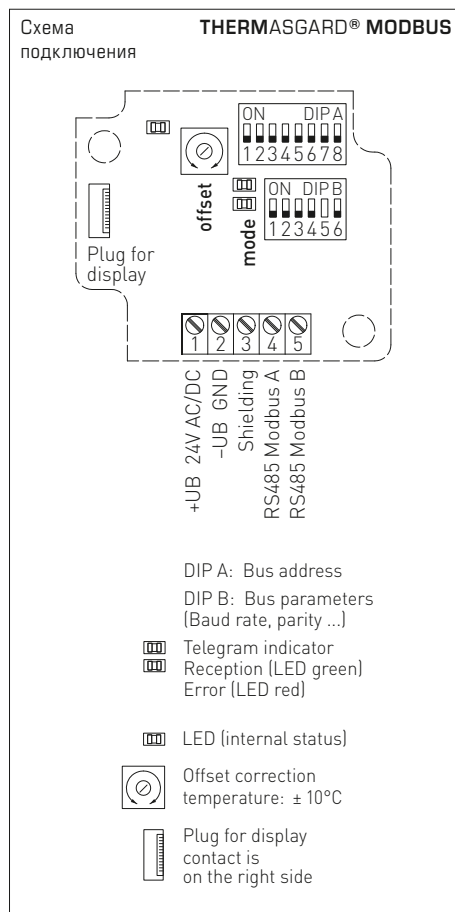 Схема THERMASGARD® MODBUS
подключения
ON DIP A
1 2 3 4 5 6 7 8
offset
ON DIP B
1 2 3 4 5 6
mode
Plug for
display
1 2 3 4 5
+UB 24V AC/DC
–UB GND
Shielding
RS485 Modbus A
RS485 Modbus B
DIP A: Bus address
DIP B: Bus parameters
(Baud rate, parity ...)
Telegram indicator
Reception (LED green)
Error (LED red)
LED (internal status)
Offset correction
temperature: ± 10°C
Plug for display
contact is
on the right side